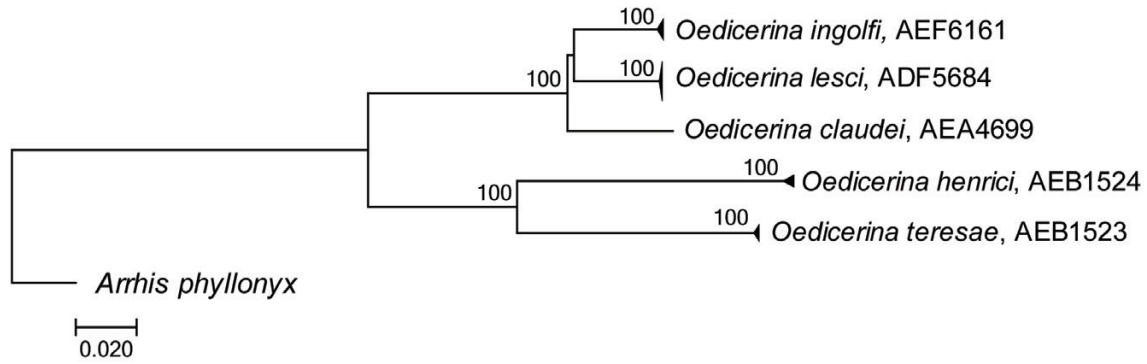 100
Oedicerina ingolfi, AEF6161
100
Oedicerina lesci, ADF5684
100
Oedicerina claudei, AEA4699
100
Oedicerina henrici, AEB1524
100
100
Oedicerina teresae, AEB1523
Arrhis phyllonyx
0.020